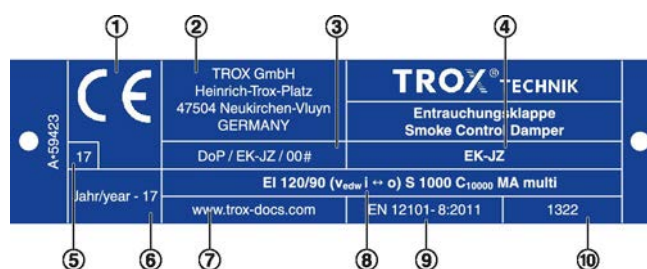 ① ② ③ ④
CE
TROX GmbH
Heinrich-Trox-Platz
47504 Neukirchen-Vluyn
GERMANY
TROX® TECHNIK
Entrauchungsklappe
Smoke Control Damper
A•59423
17
DoP / EK-JZ / 00#
EK-JZ
Jahr/year - 17
EI 120/90 (vedw i ↔ o) S 1000 C10000 MA multi
www.trox-docs.com
EN 12101- 8:2011
1322
⑤ ⑥ ⑦ ⑧ ⑨ ⑩